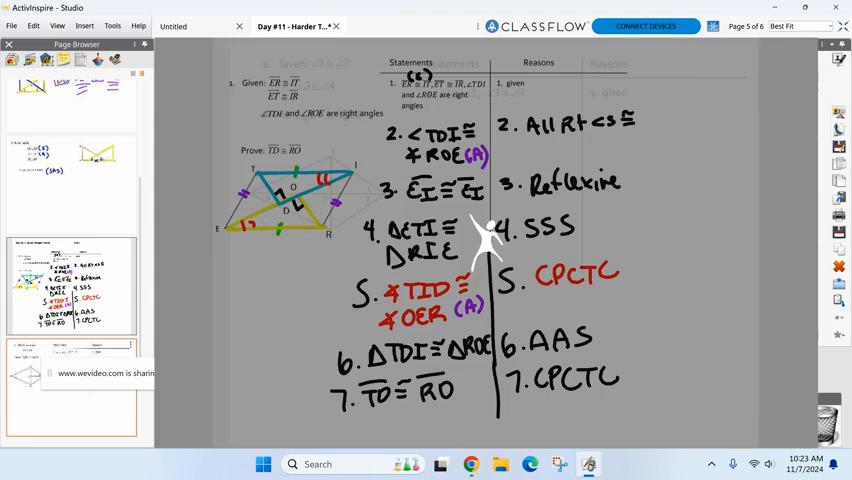 ActivInspire - Studio
File Edit View Insert Tools Help
Untitled
Day #11 - Harder T...*
CLASSFLOW
CONNECT DEVICES
Page 5 of 6
Best Fit
Page Browser
Statements
Reasons
1. Given: ER ≅ IT
ET ≅ IR
∠TDI and ∠ROE are right angles
Prove: TD ≅ RO
T
I
O
D
E
R
(S)
1. ER ≅ IT, ET ≅ IR, ∠TDI
and ∠ROE are right
angles
1. given
2. ∠TDI ≅
∡ROE (A)
2. All Rt <s ≅
3. EI ≅ EI
3. Reflexive
4. ΔETI ≅
ΔRIE
4. SSS
5. ∡TID ≅
∡OER (A)
5. CPCTC
6. ΔTDI ≅ ΔROE
6. AAS
7. TD ≅ RO
7. CPCTC
www.wevideo.com is sharin
Search
10:23 AM
11/7/2024